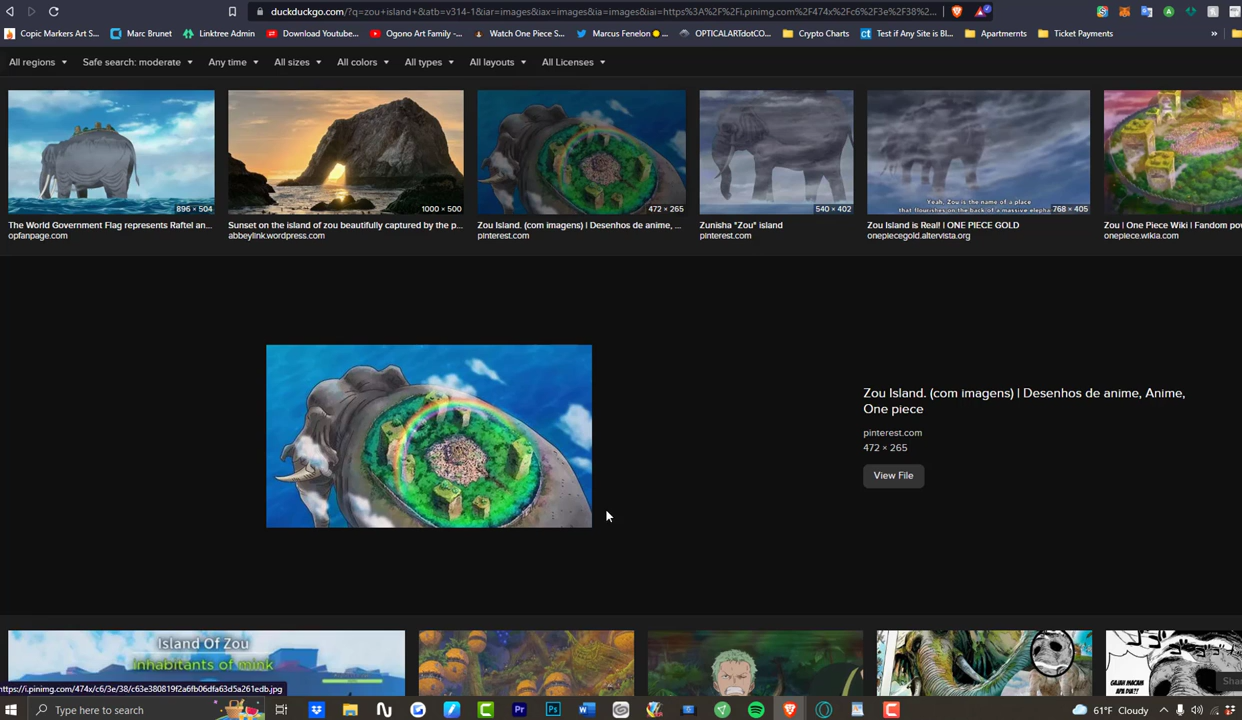 duckduckgo.com/?q=zou+island+&atb=v314-1&iar=images&iax=images&ia=images&iai=https%3A%2F%2Fi.pinimg.com%2F474x%2Fc6%2F3e%2F38%2...
Copic Markers Art S... Marc Brunet Linktree Admin Download Youtube... Ogono Art Family -... Watch One Piece S... Marcus Fenelon OPTICALARTdotCO... Crypto Charts Test if Any Site is Bl... Apartmernts Ticket Payments »
All regions Safe search: moderate Any time All sizes All colors All types All layouts All Licenses
Yeah. Zou is the name of a place
that flourishes on the back of a massive elepha
896 × 504 1000 × 500 472 × 265 540 × 402 768 × 405
The World Government Flag represents Raftel an... Sunset on the island of zou beautifully captured by the p... Zou Island. (com imagens) | Desenhos de anime, ... Zunisha "Zou" island Zou Island is Real! | ONE PIECE GOLD Zou | One Piece Wiki | Fandom pov
opfanpage.com abbeylink.wordpress.com pinterest.com pinterest.com onepiecegold.altervista.org onepiece.wikia.com
Zou Island. (com imagens) | Desenhos de anime, Anime,
One piece
pinterest.com
472 × 265
View File
Island Of Zou
inhabitants of mink
GAJAH MACAM
APA DIA??
Shar
https://i.pinimg.com/474x/c6/3e/38/c63e380819f2a6fb06dfa63d5a261edb.jpg
Type here to search
Pr Ps
61°F Cloudy